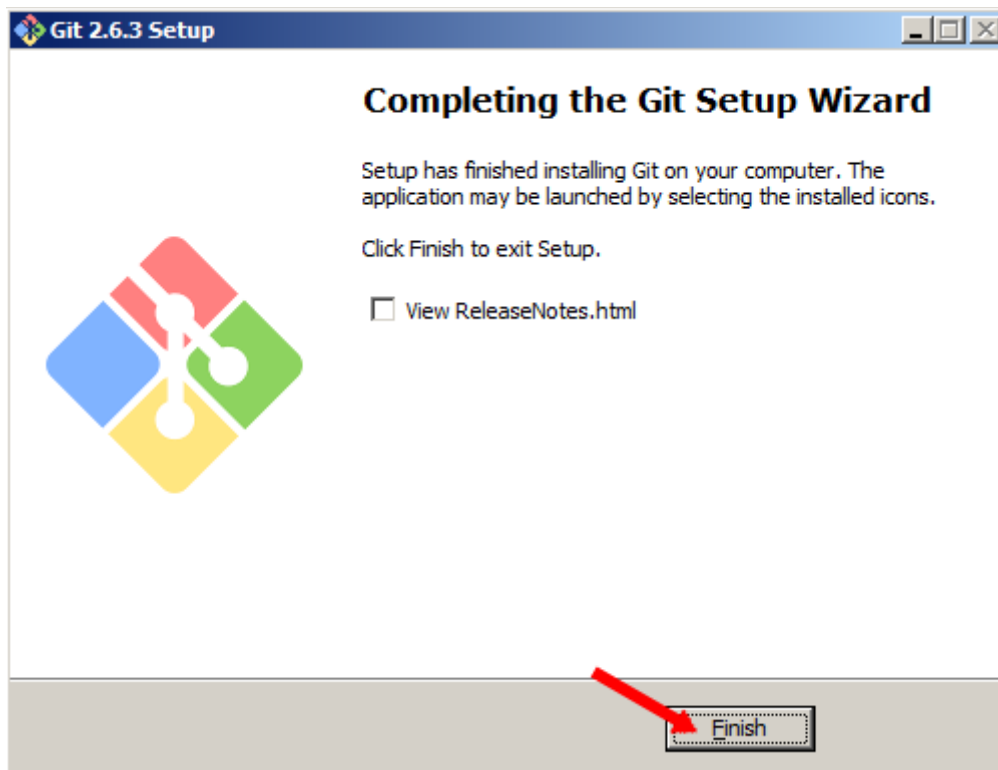 Git 2.6.3 Setup
Completing the Git Setup Wizard
Setup has finished installing Git on your computer. The
application may be launched by selecting the installed icons.
Click Finish to exit Setup.
View ReleaseNotes.html
Finish